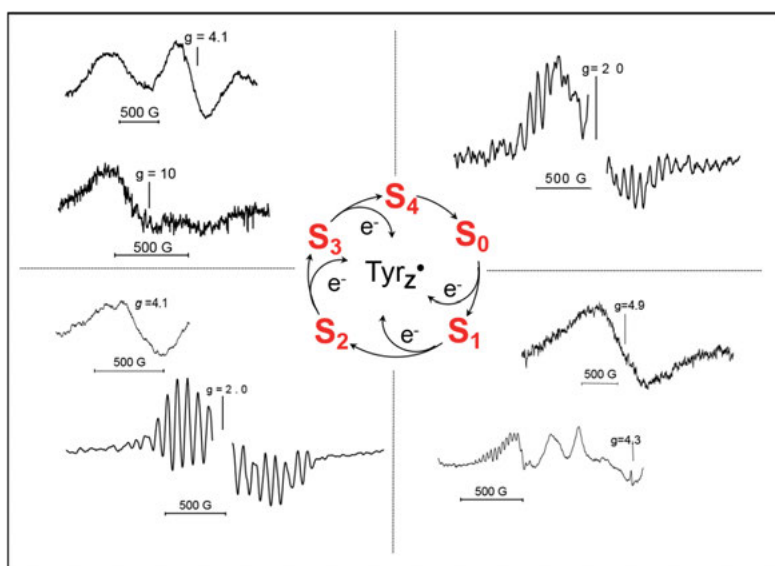 g = 4.1
500 G
g = 10
500 G
g = 2 0
500 G
S4
S0
S3
S1
S2
e-
e-
e-
e-
Tyrz•
g=4.1
500 G
g = 2 . 0
500 G
g=4.9
500 G
g=4.3
500 G